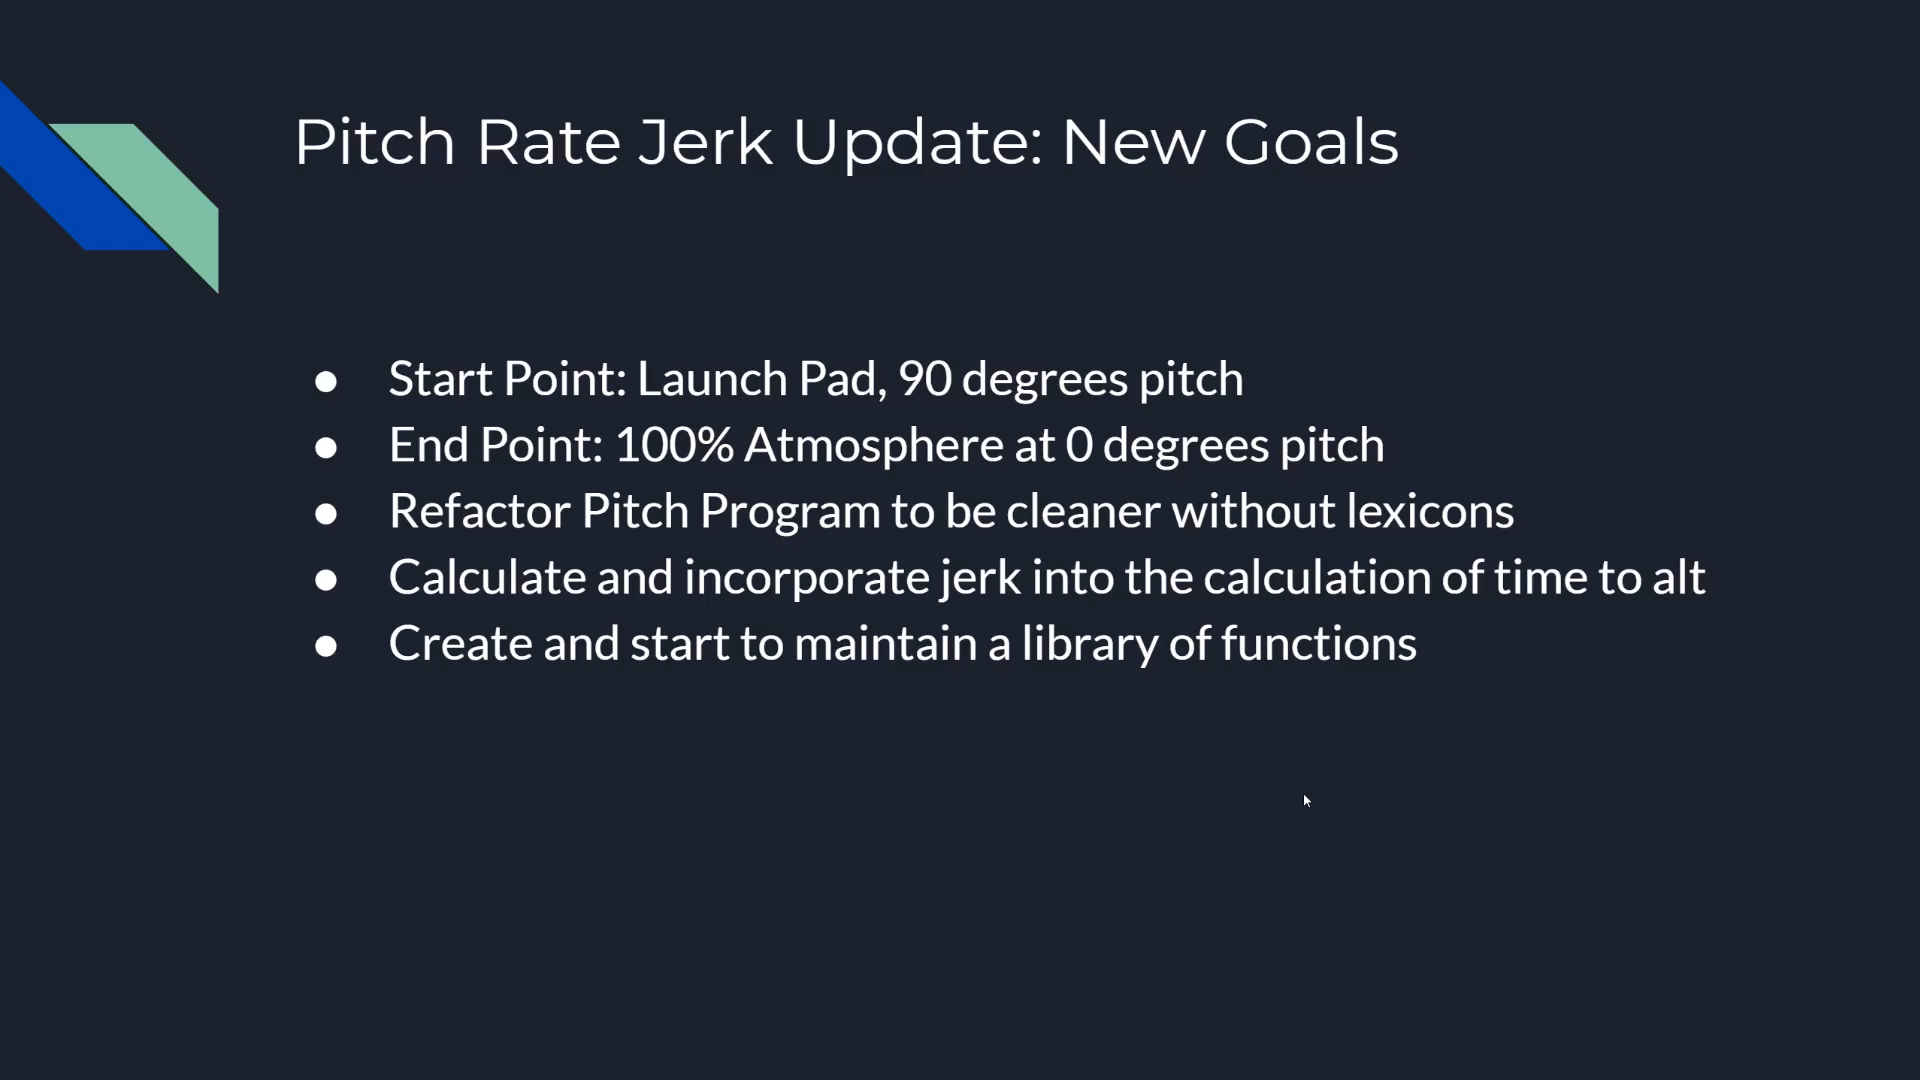 Pitch Rate Jerk Update: New Goals
● Start Point: Launch Pad, 90 degrees pitch
● End Point: 100% Atmosphere at 0 degrees pitch
● Refactor Pitch Program to be cleaner without lexicons
● Calculate and incorporate jerk into the calculation of time to alt
● Create and start to maintain a library of functions